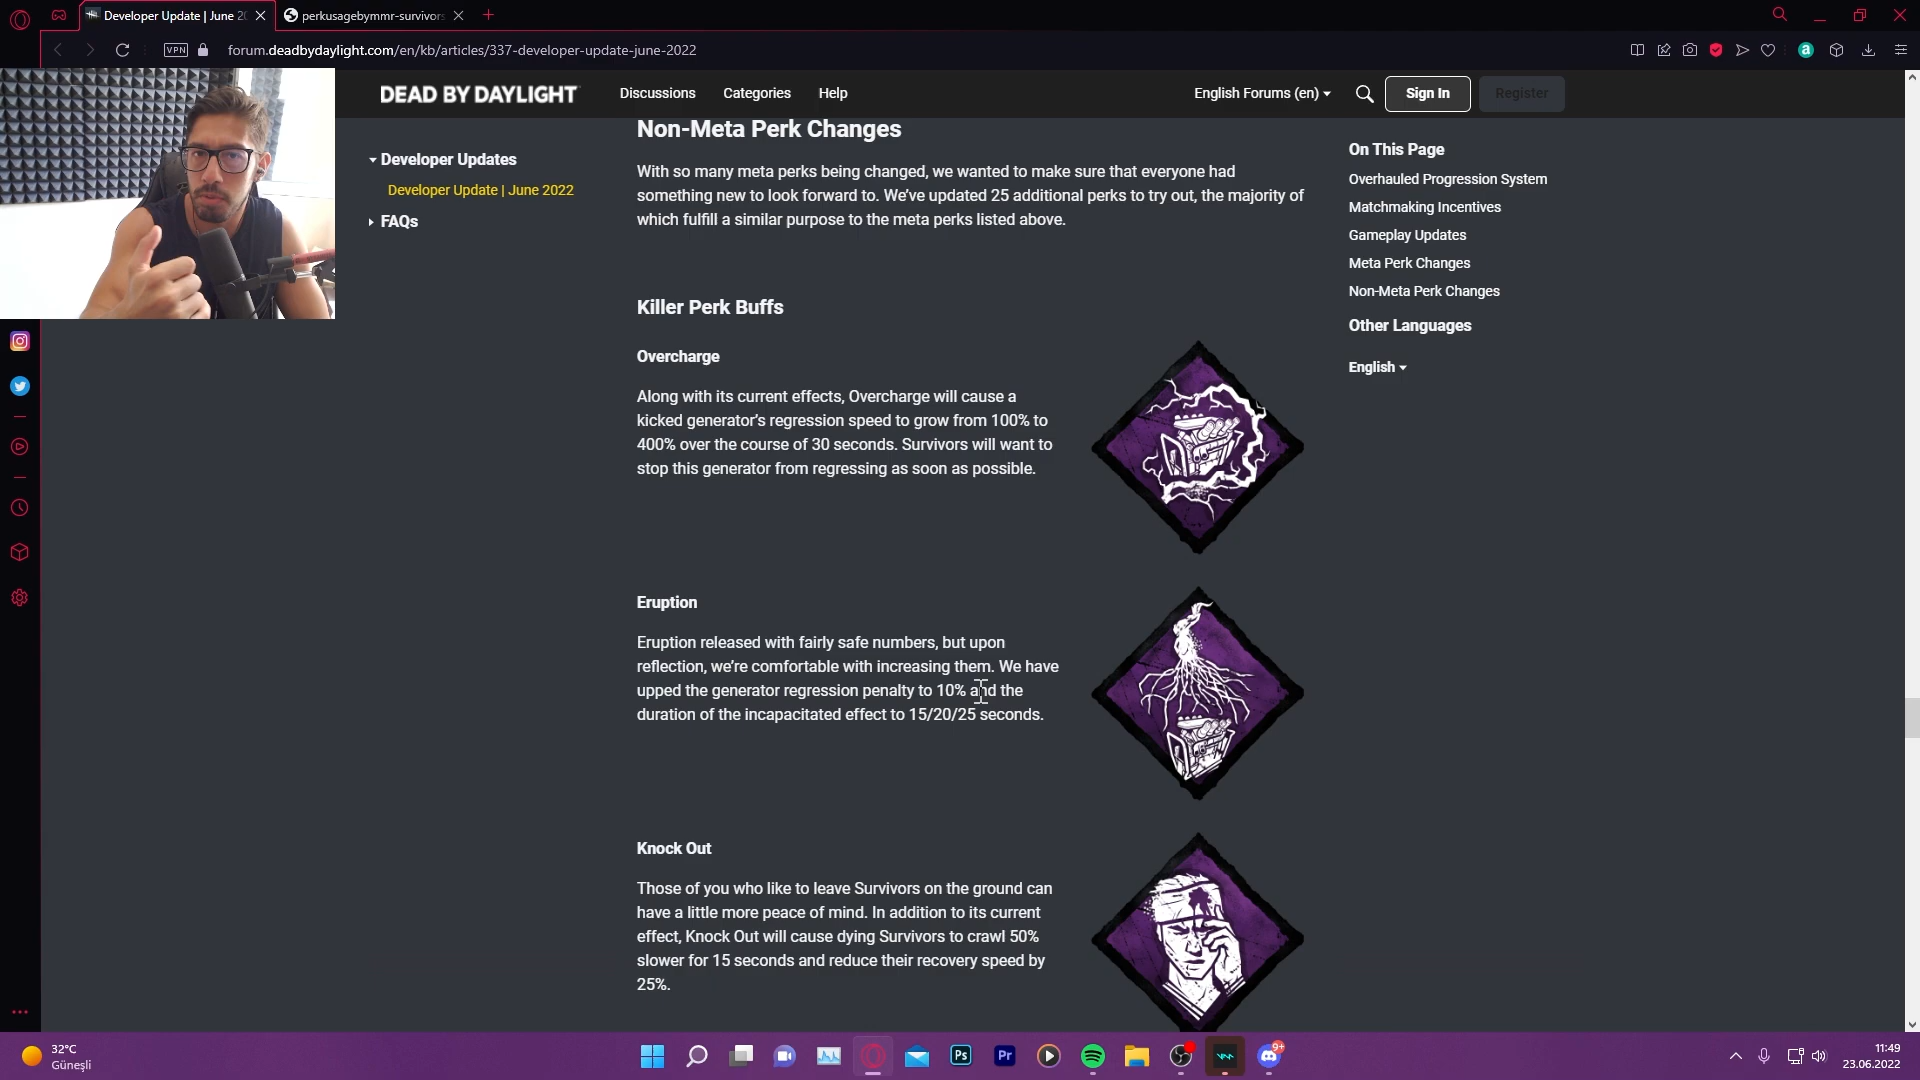 Developer Update | June 20
perkusagebymmr-survivors
VPN
forum.deadbydaylight.com/en/kb/articles/337-developer-update-june-2022
a
DEAD BY DAYLIGHT
Discussions
Categories
Help
English Forums (en)
Sign In
Register
Developer Updates
Developer Update | June 2022
FAQs
Non-Meta Perk Changes
With so many meta perks being changed, we wanted to make sure that everyone had
something new to look forward to. We've updated 25 additional perks to try out, the majority of
which fulfill a similar purpose to the meta perks listed above.
Killer Perk Buffs
Overcharge
Along with its current effects, Overcharge will cause a
kicked generator's regression speed to grow from 100% to
400% over the course of 30 seconds. Survivors will want to
stop this generator from regressing as soon as possible.
Eruption
Eruption released with fairly safe numbers, but upon
reflection, we're comfortable with increasing them. We have
upped the generator regression penalty to 10% and the
duration of the incapacitated effect to 15/20/25 seconds.
Knock Out
Those of you who like to leave Survivors on the ground can
have a little more peace of mind. In addition to its current
effect, Knock Out will cause dying Survivors to crawl 50%
slower for 15 seconds and reduce their recovery speed by
25%.
On This Page
Overhauled Progression System
Matchmaking Incentives
Gameplay Updates
Meta Perk Changes
Non-Meta Perk Changes
Other Languages
English
32°C
Güneşli
Ps
Pr
9+
11:49
23.06.2022